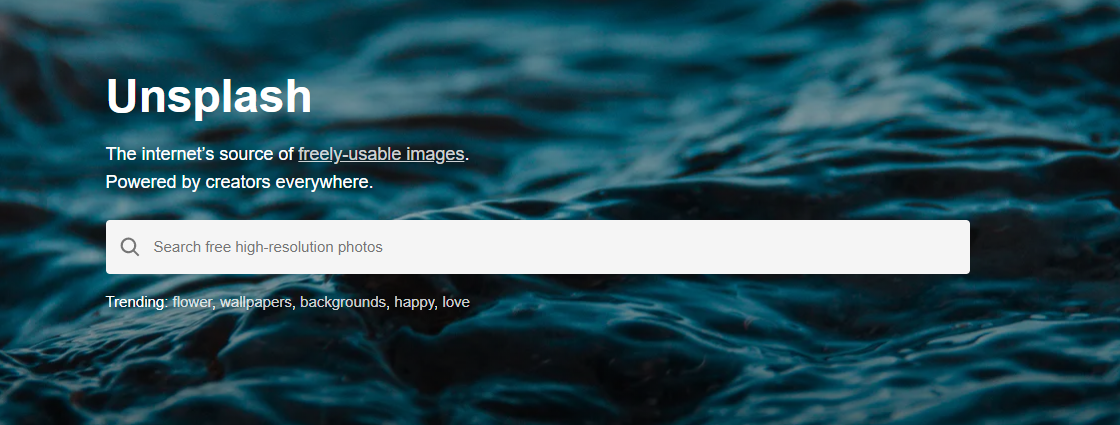 Unsplash
The internet’s source of freely-usable images.
Powered by creators everywhere.
Search free high-resolution photos
Trending: flower, wallpapers, backgrounds, happy, love